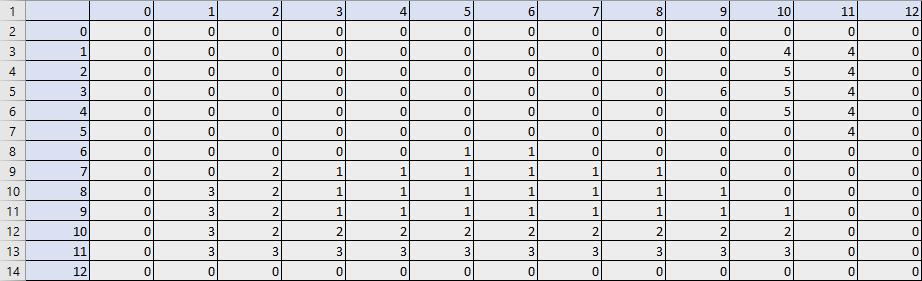 1 0 1 2 3 4 5 6 7 8 9 10 11 12
2 0 0 0 0 0 0 0 0 0 0 0 0 0 0
3 1 0 0 0 0 0 0 0 0 0 0 4 4 0
4 2 0 0 0 0 0 0 0 0 0 0 5 4 0
5 3 0 0 0 0 0 0 0 0 0 6 5 4 0
6 4 0 0 0 0 0 0 0 0 0 0 5 4 0
7 5 0 0 0 0 0 0 0 0 0 0 0 4 0
8 6 0 0 0 0 0 1 1 0 0 0 0 0 0
9 7 0 0 2 1 1 1 1 1 1 0 0 0 0
10 8 0 3 2 1 1 1 1 1 1 1 0 0 0
11 9 0 3 2 1 1 1 1 1 1 1 1 0 0
12 10 0 3 2 2 2 2 2 2 2 2 2 0 0
13 11 0 3 3 3 3 3 3 3 3 3 3 0 0
14 12 0 0 0 0 0 0 0 0 0 0 0 0 0